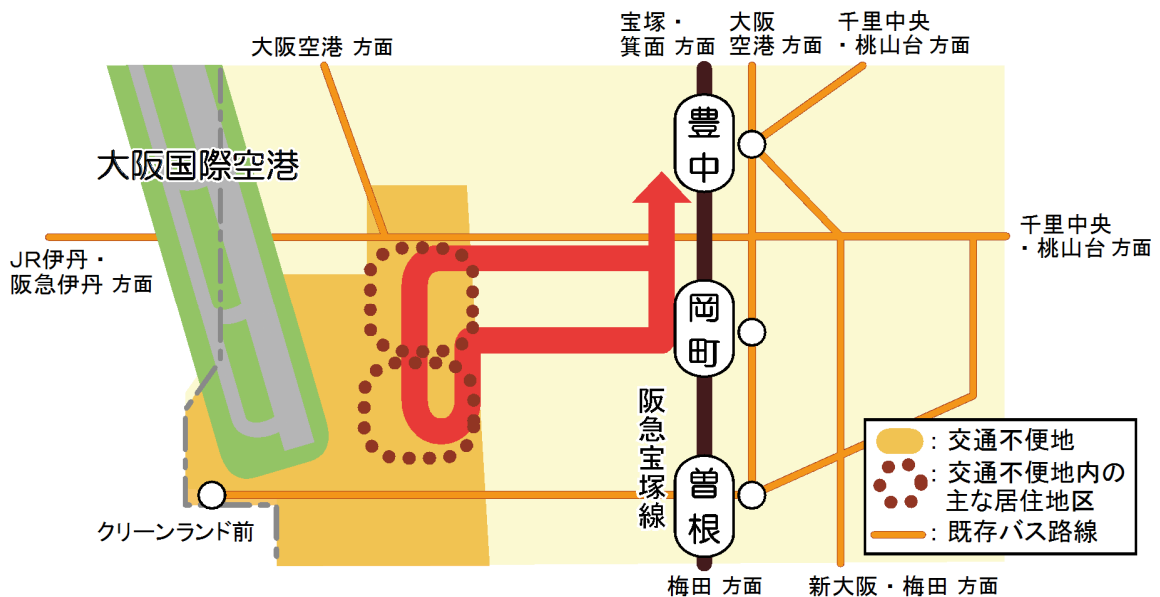 大阪空港 方面
宝塚・
箕面 方面
大阪
空港 方面
千里中央
・桃山台 方面
豊中
大阪国際空港
千里中央
・桃山台 方面
JR伊丹・
阪急伊丹 方面
岡町
阪急宝塚線
曽根
クリーンランド前
：交通不便地
：交通不便地内の
主な居住地区
：既存バス路線
梅田 方面
新大阪・梅田 方面